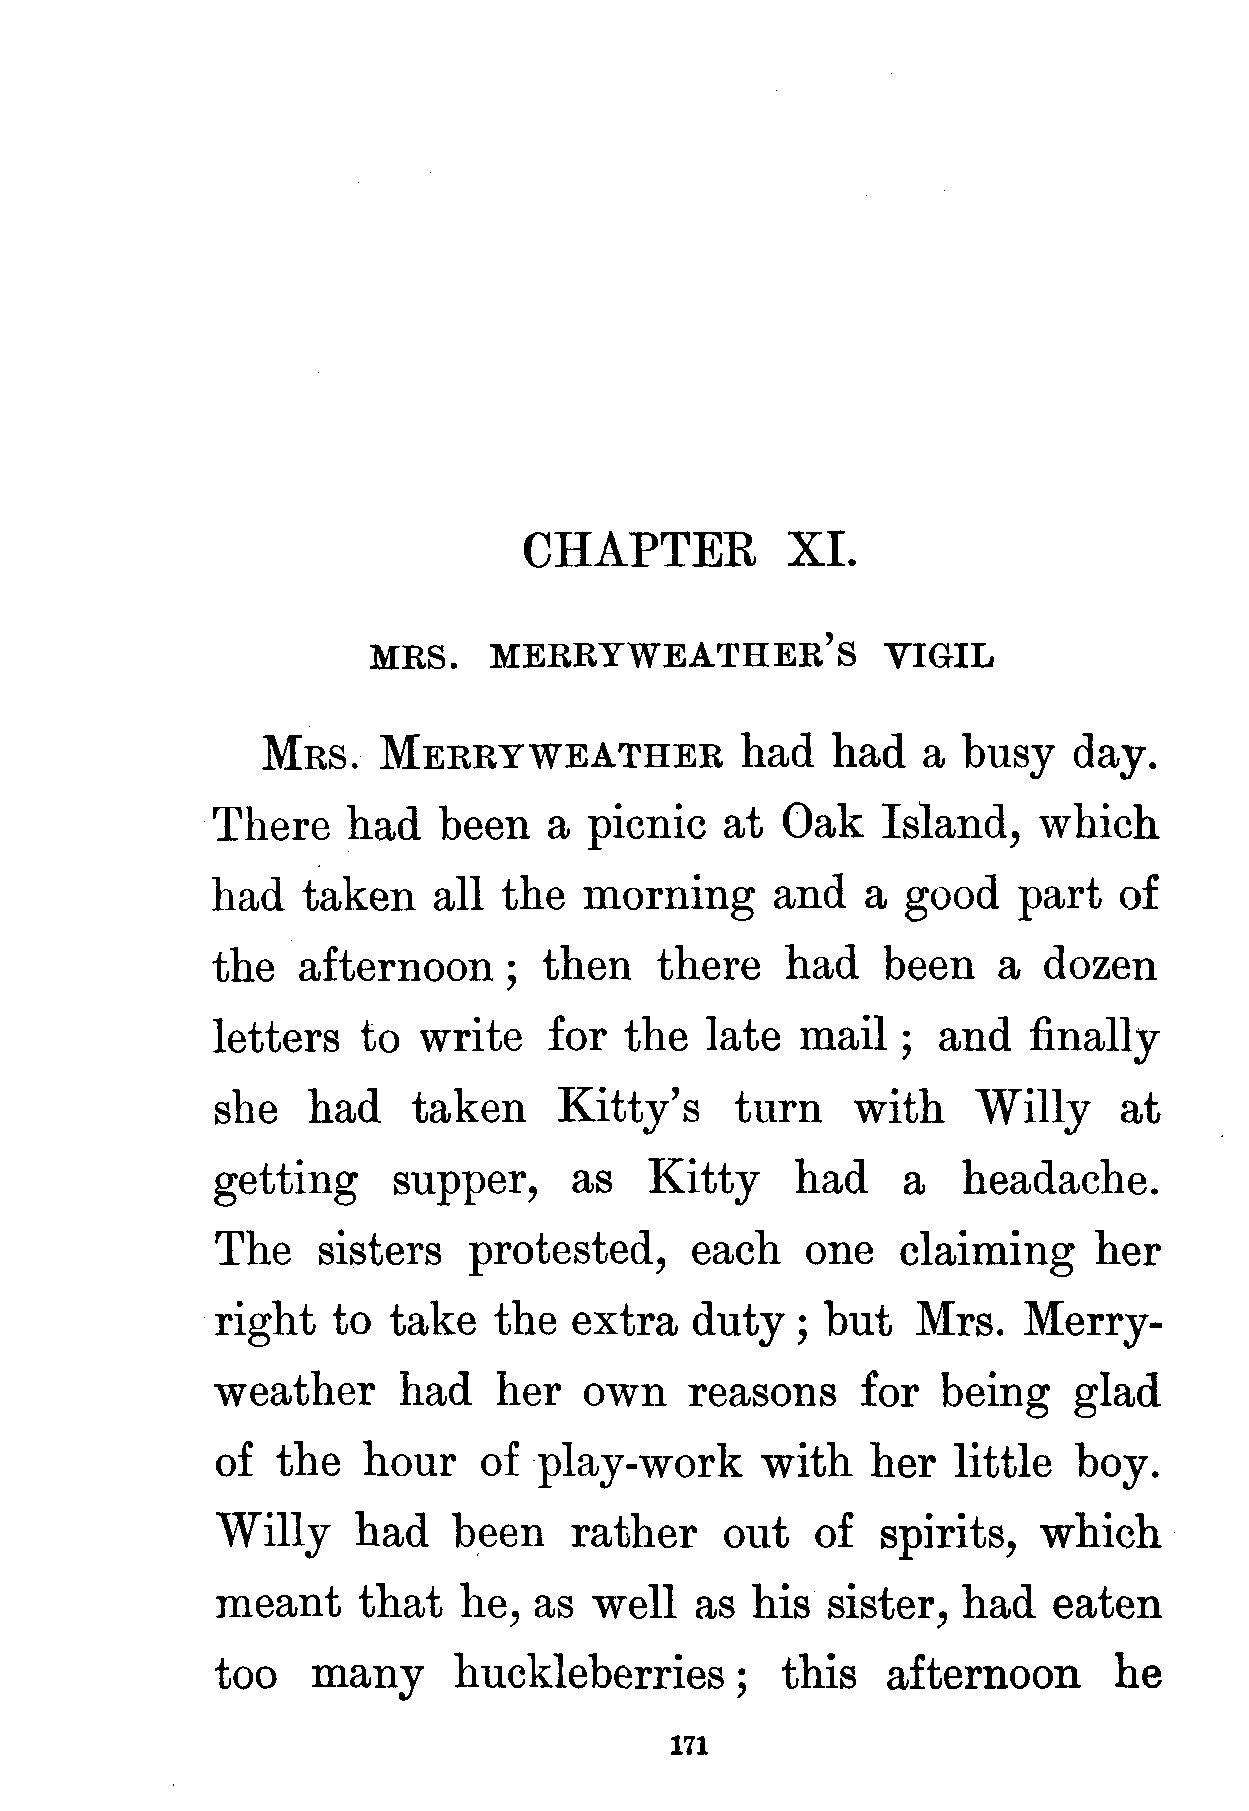 CHAPTER XI.
MRS. MERRYWEATHER'S VIGIL
MRS. MERRYWEATHER had had a busy day.
There had been a picnic at Oak Island, which
had taken all the morning and a good part of
the afternoon; then there had been a dozen
letters to write for the late mail; and finally
she had taken Kitty's turn with Willy at
getting supper, as Kitty had a headache.
The sisters protested, each one claiming her
right to take the extra duty; but Mrs. Merry-
weather had her own reasons for being glad
of the hour of play-work with her little boy.
Willy had been rather out of spirits, which
meant that he, as well as his sister, had eaten
too many huckleberries; this afternoon he
171